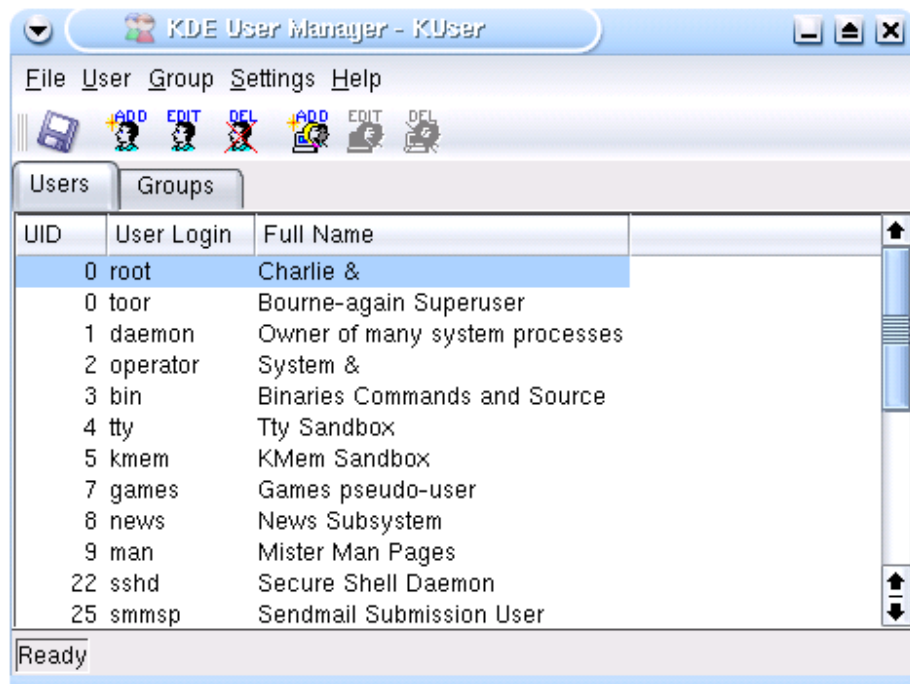 KDE User Manager - KUser
File User Group Settings Help
ADD EDIT DEL ADD EDIT DEL
Users Groups
UID User Login Full Name
0 root Charlie &
0 toor Bourne-again Superuser
1 daemon Owner of many system processes
2 operator System &
3 bin Binaries Commands and Source
4 tty Tty Sandbox
5 kmem KMem Sandbox
7 games Games pseudo-user
8 news News Subsystem
9 man Mister Man Pages
22 sshd Secure Shell Daemon
25 smmsp Sendmail Submission User
Ready